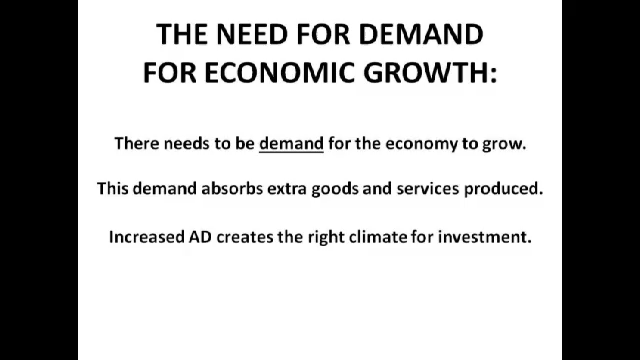 THE NEED FOR DEMAND
FOR ECONOMIC GROWTH:
There needs to be demand for the economy to grow.
This demand absorbs extra goods and services produced.
Increased AD creates the right climate for investment.